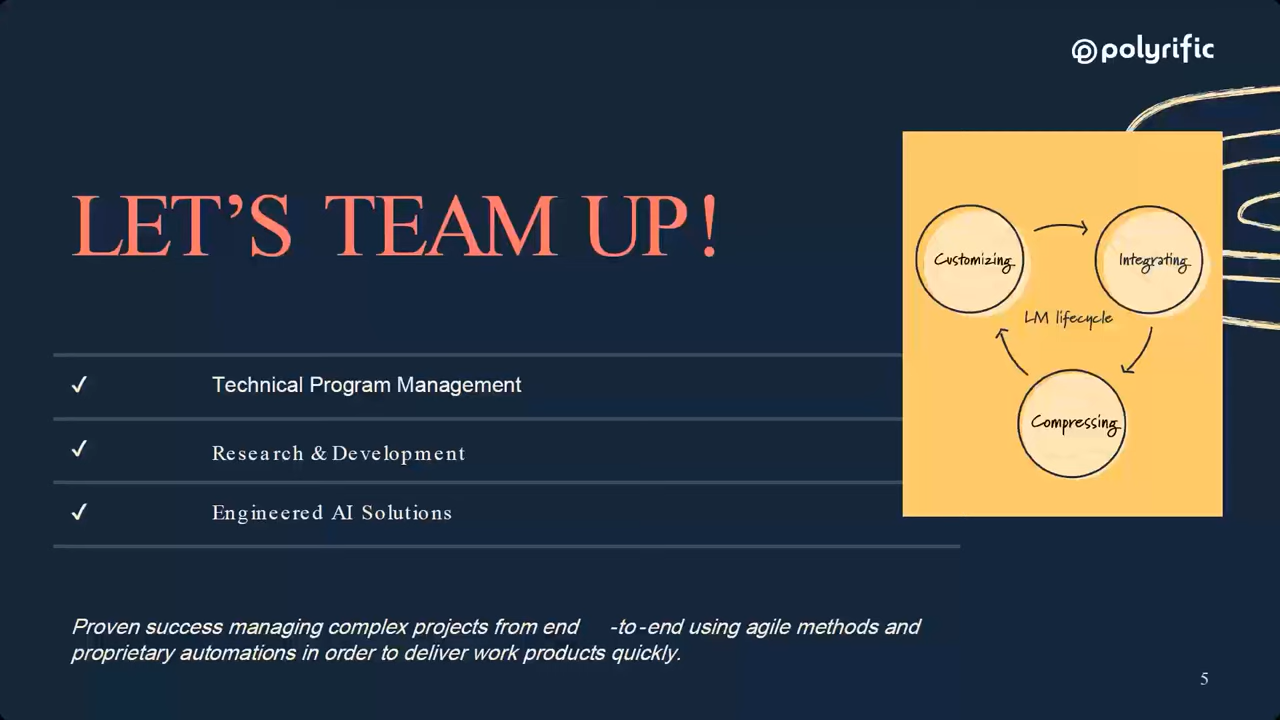 polyrific
LET’S TEAM UP!
✓ Technical Program Management
✓ Research & Development
✓ Engineered AI Solutions
Customizing
Integrating
LM lifecycle
Compressing
Proven success managing complex projects from end -to-end using agile methods and
proprietary automations in order to deliver work products quickly.
5